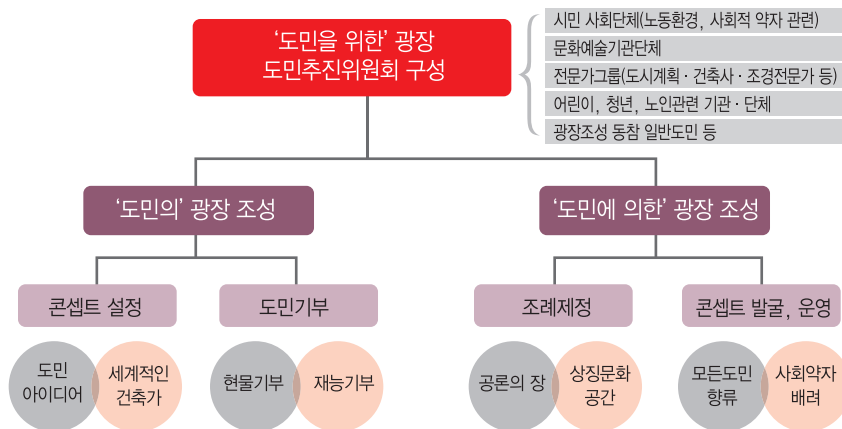 ‘도민을 위한’ 광장
도민추진위원회 구성
시민 사회단체(노동환경, 사회적 약자 관련)
문화예술기관단체
전문가그룹(도시계획·건축사·조경전문가 등)
어린이, 청년, 노인관련 기관·단체
광장조성 동참 일반도민 등
‘도민의’ 광장 조성
‘도민에 의한’ 광장 조성
콘셉트 설정
도민기부
조례제정
콘셉트 발굴, 운영
도민
아이디어
세계적인
건축가
현물기부
재능기부
공론의 장
상징문화
공간
모든도민
향류
사회약자
배려